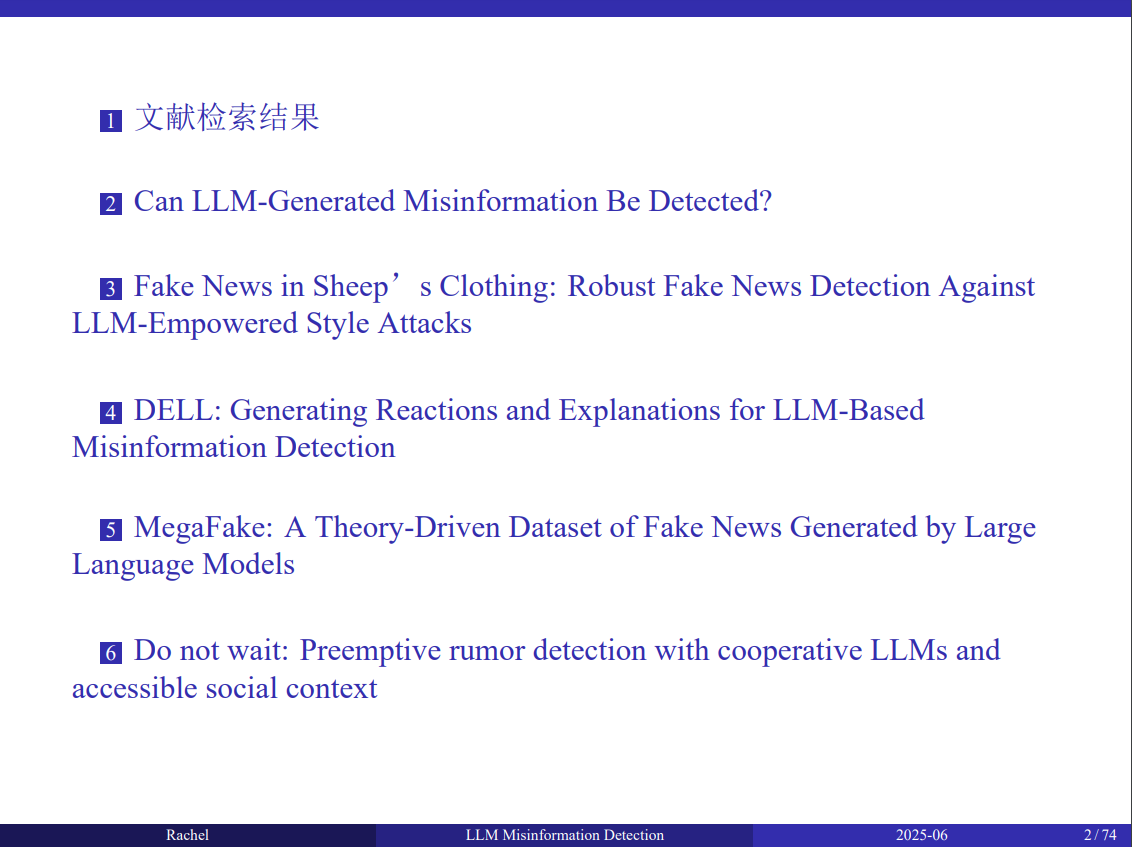 1 文献检索结果
2 Can LLM-Generated Misinformation Be Detected?
3 Fake News in Sheep’s Clothing: Robust Fake News Detection Against
LLM-Empowered Style Attacks
4 DELL: Generating Reactions and Explanations for LLM-Based
Misinformation Detection
5 MegaFake: A Theory-Driven Dataset of Fake News Generated by Large
Language Models
6 Do not wait: Preemptive rumor detection with cooperative LLMs and
accessible social context
Rachel LLM Misinformation Detection 2025-06 2 / 74